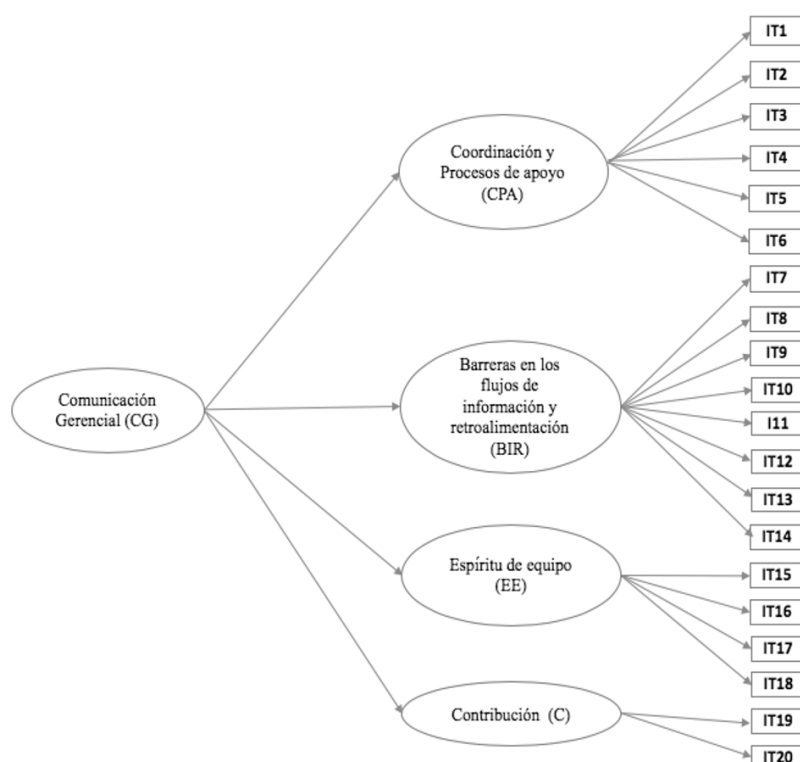 IT1
IT2
IT3
IT4
IT5
IT6
Coordinación y
Procesos de apoyo
(CPA)
IT7
IT8
IT9
IT10
I11
IT12
IT13
IT14
Barreras en los
flujos de
información y
retroalimentación
(BIR)
Comunicación
Gerencial (CG)
Espíritu de equipo
(EE)
IT15
IT16
IT17
IT18
Contribución (C)
IT19
IT20